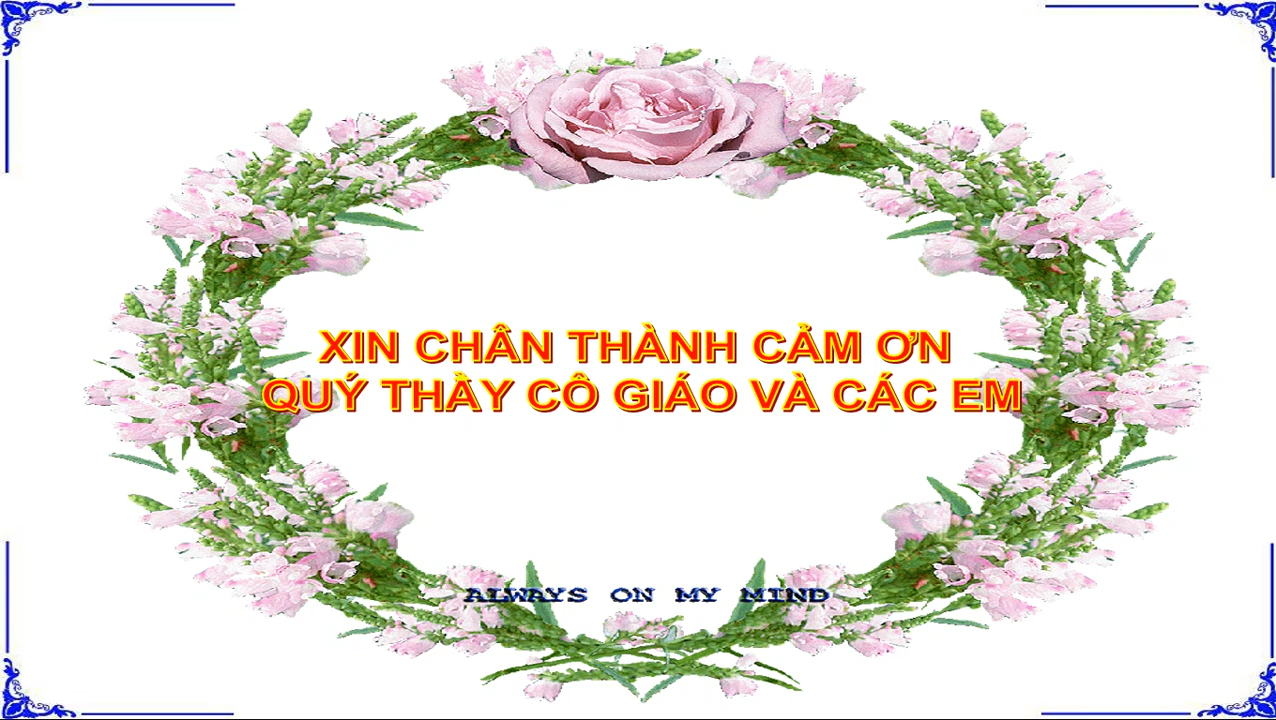 XIN CHÂN THÀNH CẢM ƠN
QUÝ THẦY CÔ GIÁO VÀ CÁC EM
ALWAYS ON MY MIND